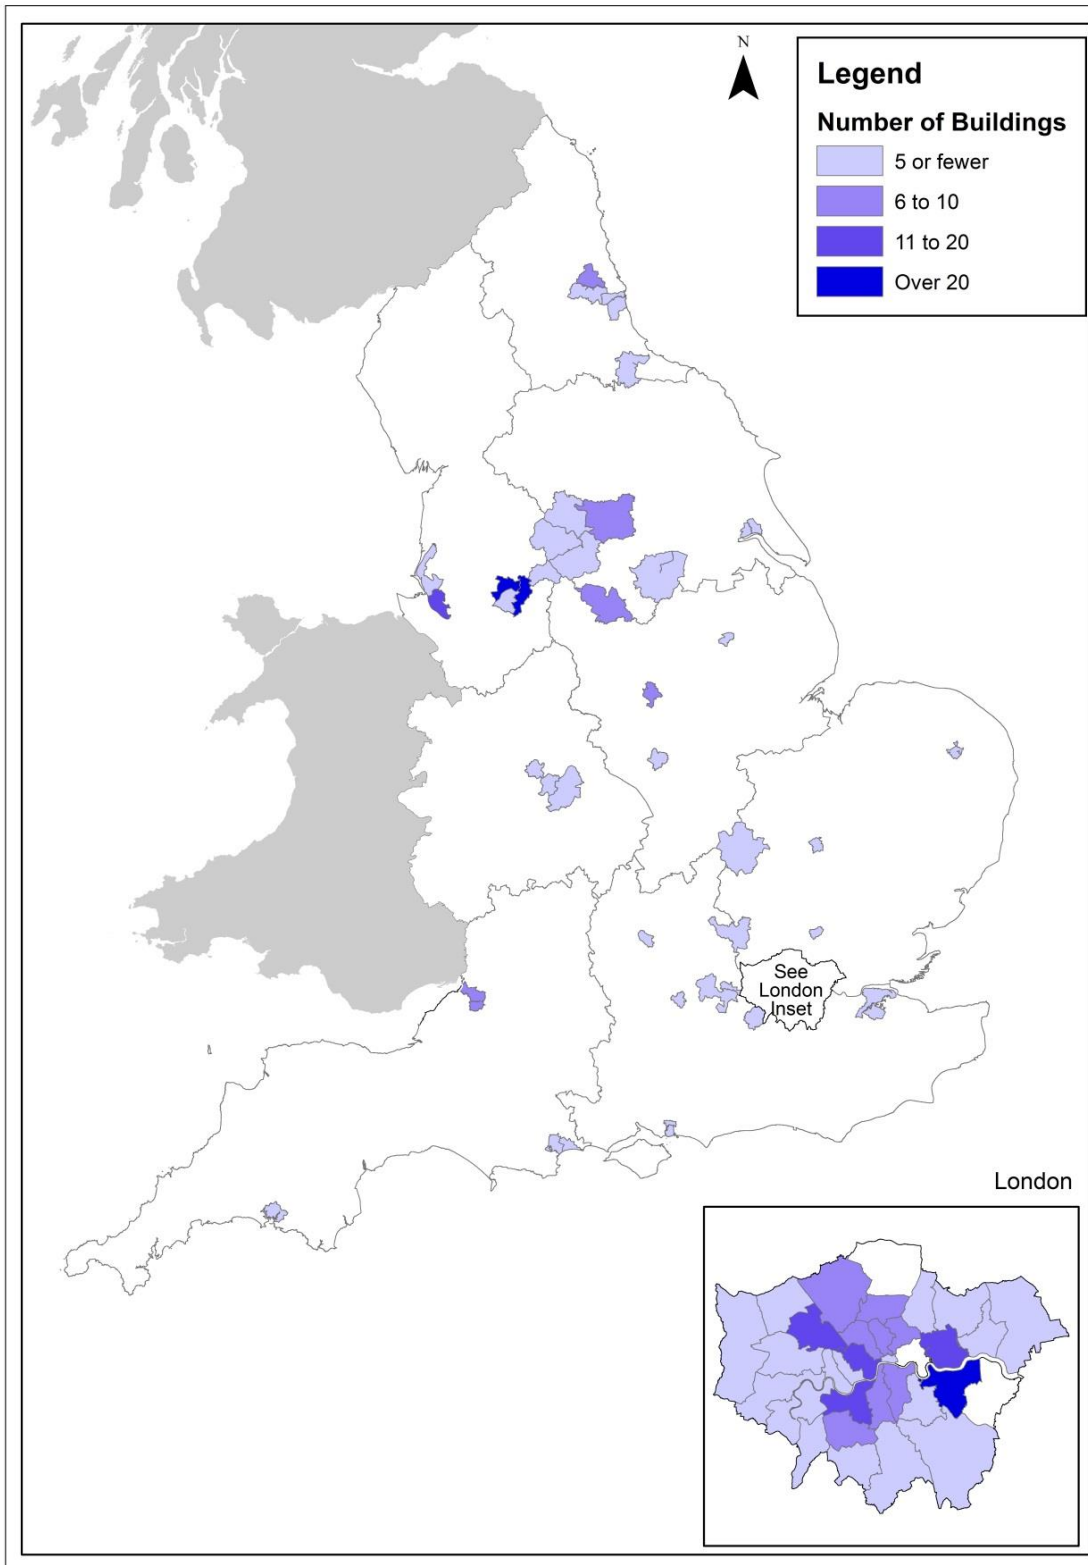 N
Legend
Number of Buildings
5 or fewer
6 to 10
11 to 20
Over 20
See
London
Inset
London